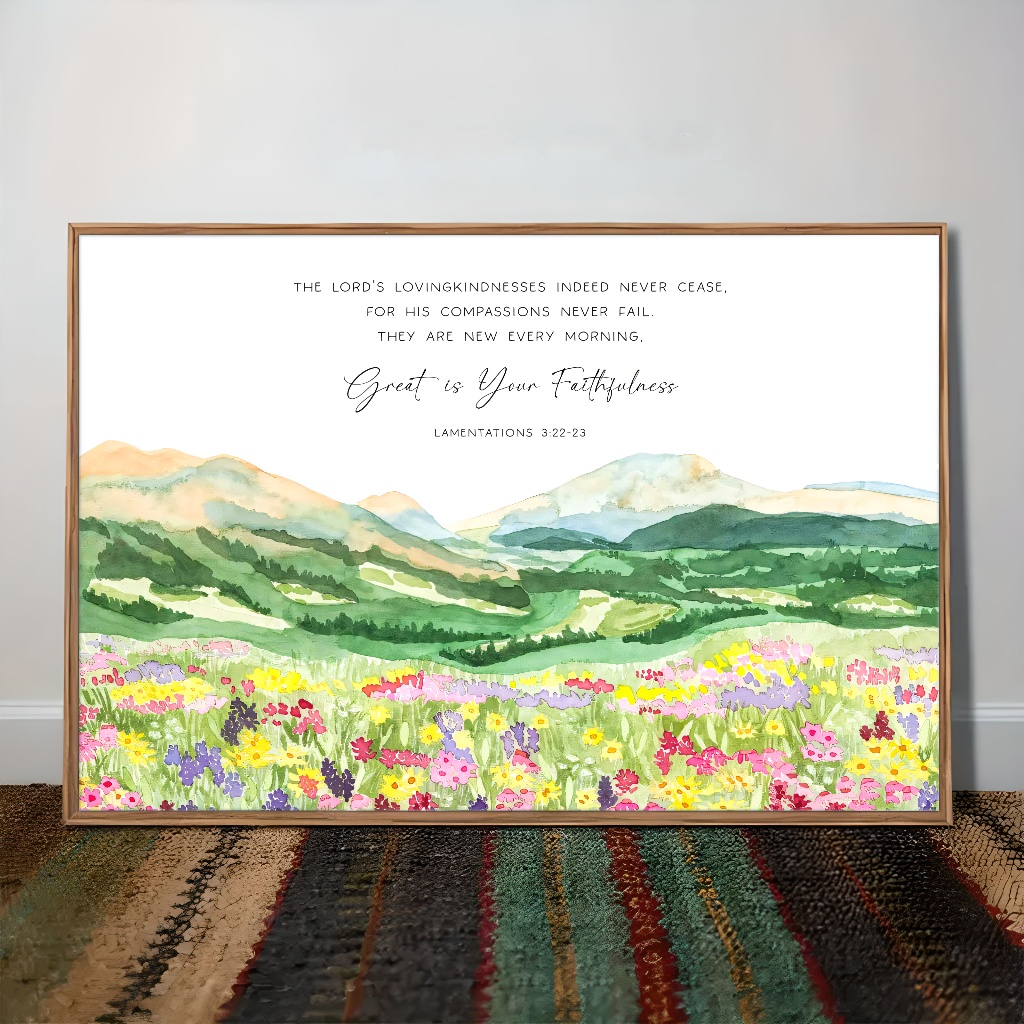 THE LORD'S LOVINGKINDNESSES INDEED NEVER CEASE,
FOR HIS COMPASSIONS NEVER FAIL.
THEY ARE NEW EVERY MORNING,
Great is Your Faithfulness
LAMENTATIONS 3:22-23